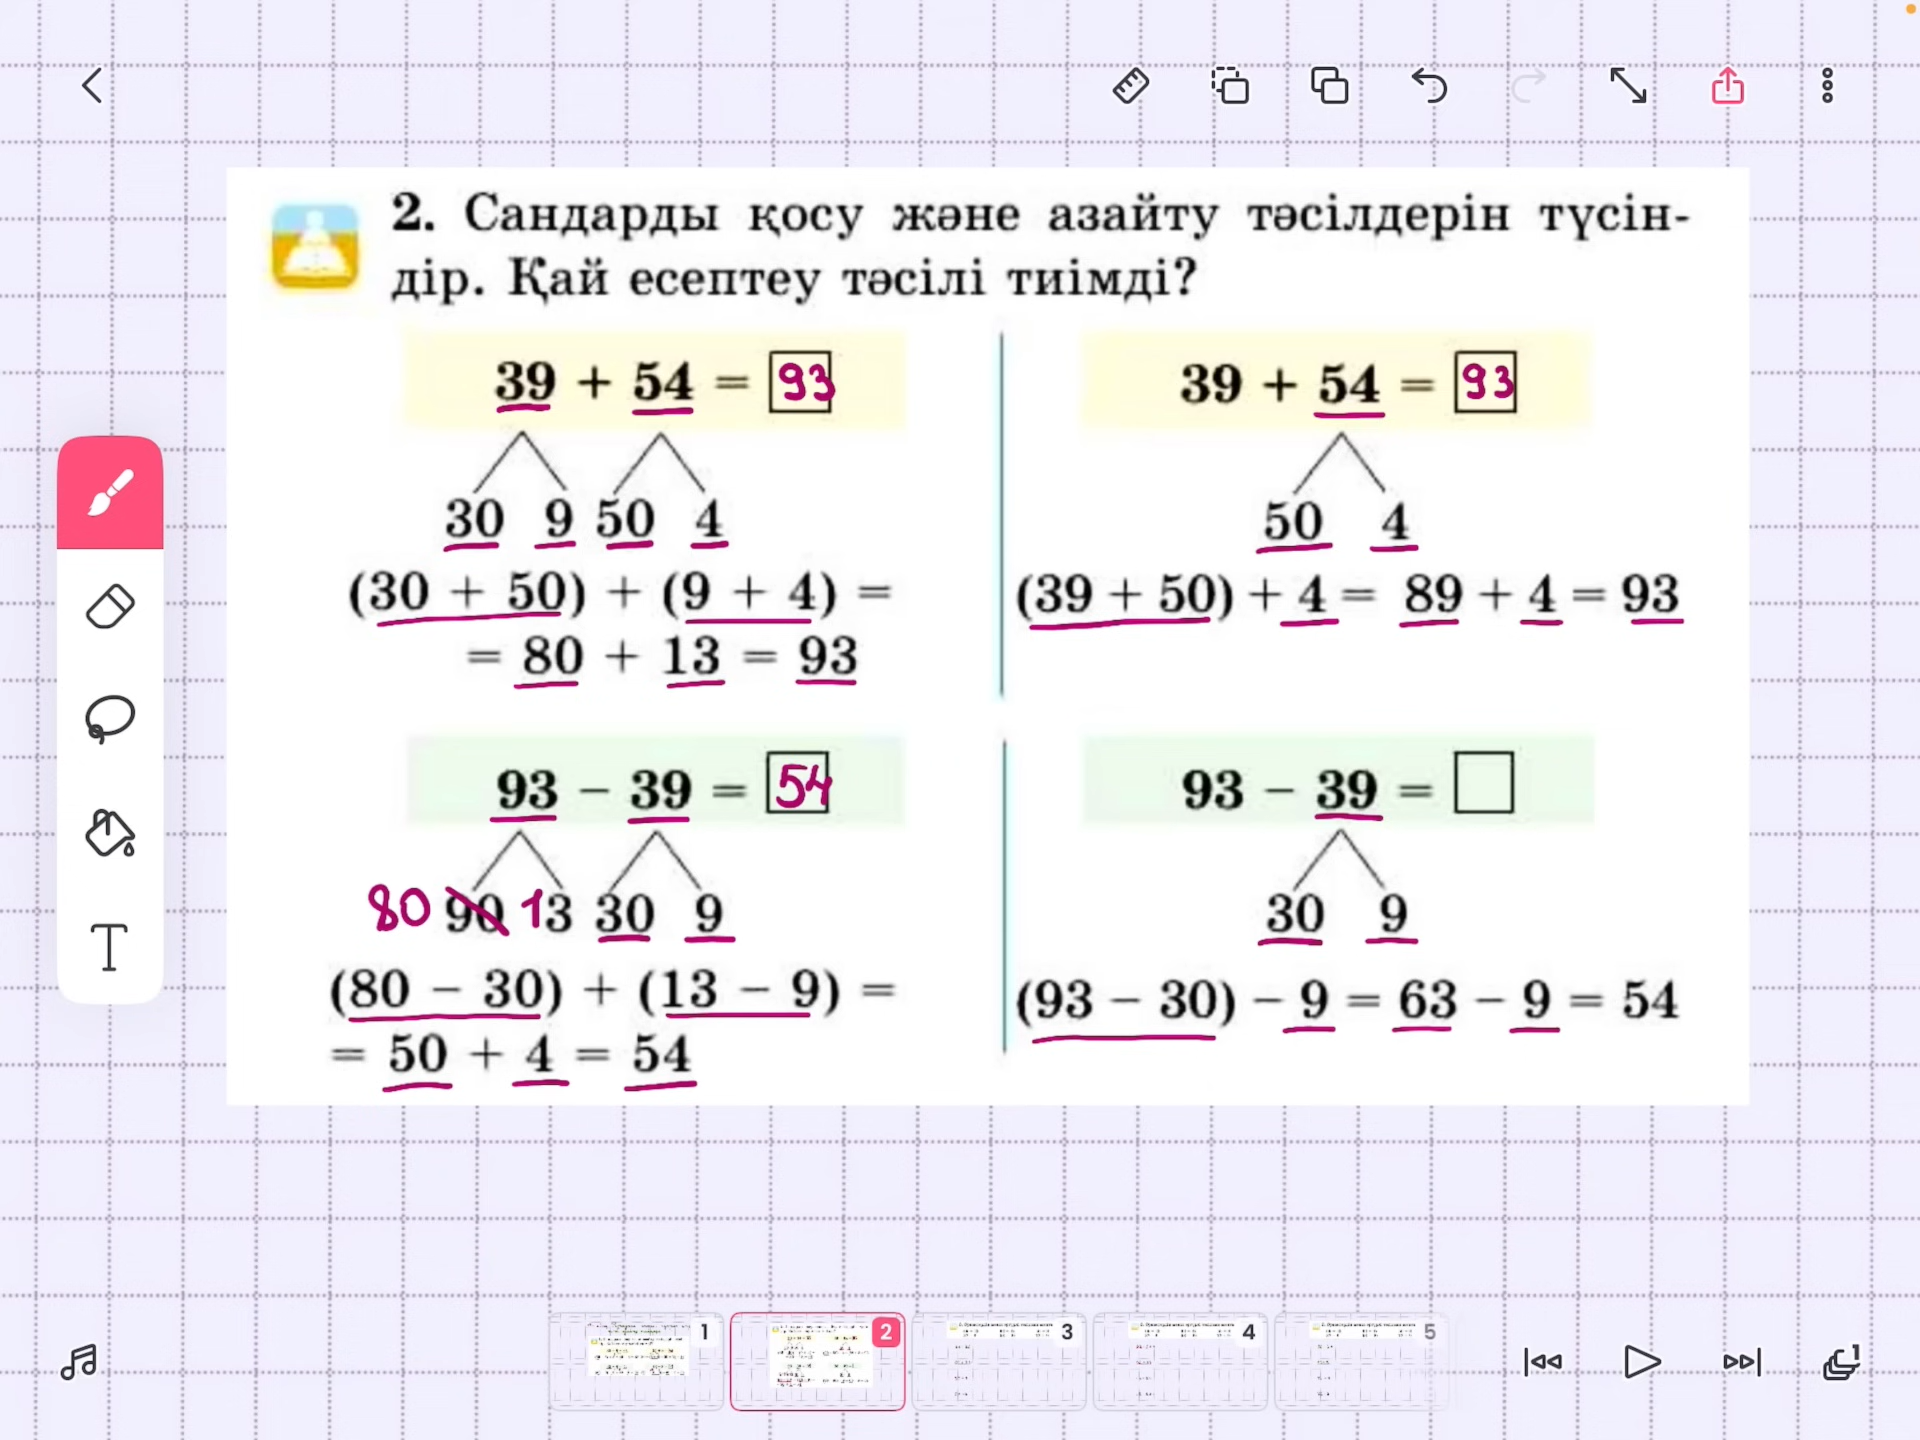 2. Сандарды қосу және азайту тәсілдерін түсін-
дір. Қай есептеу тәсілі тиімді?
39 + 54 = 93
30 9 50 4
(30 + 50) + (9 + 4) =
= 80 + 13 = 93
39 + 54 = 93
50 4
(39 + 50) + 4 = 89 + 4 = 93
93 − 39 = 54
80 90 13 30 9
(80 − 30) + (13 − 9) =
= 50 + 4 = 54
93 − 39 =
30 9
(93 − 30) − 9 = 63 − 9 = 54
T
1
2
3
4
5
1